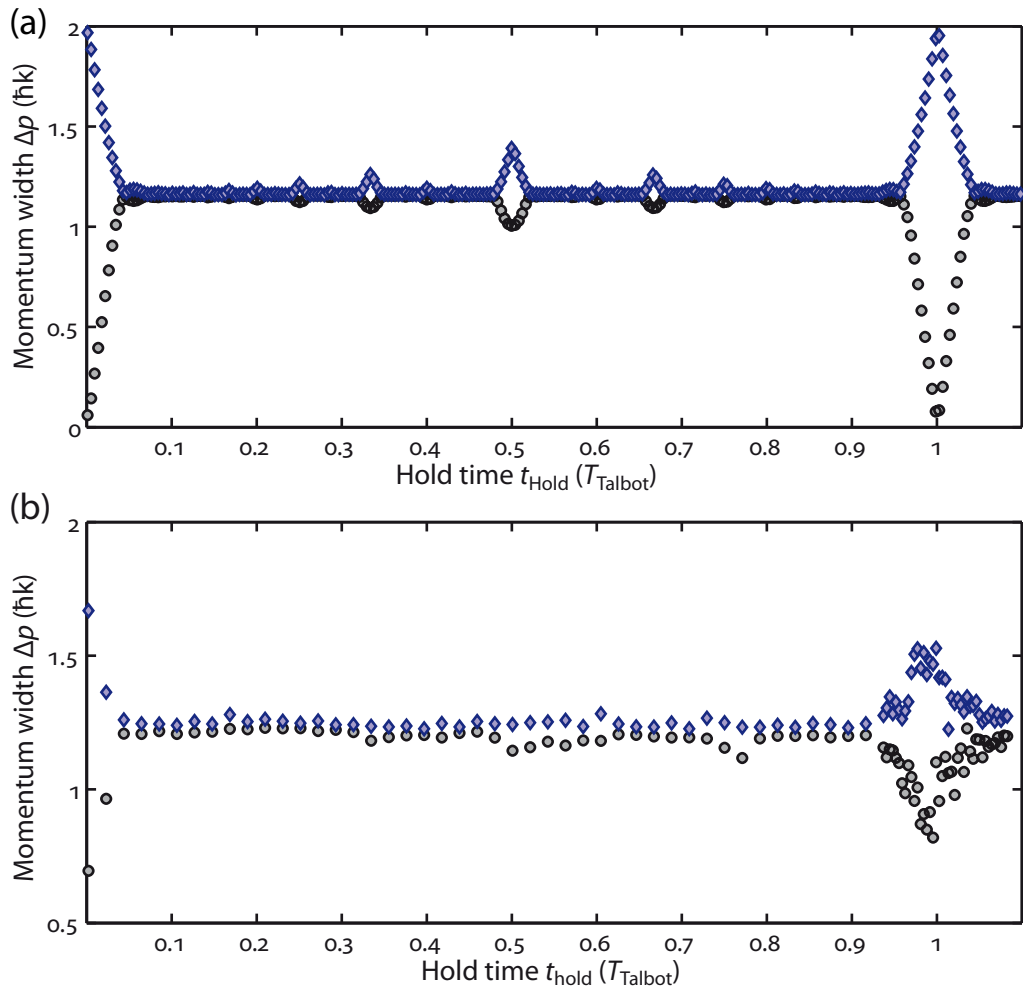 (a)
2
1.5
1
0.5
0
Momentum width Δp (ħk)
0.1 0.2 0.3 0.4 0.5 0.6 0.7 0.8 0.9 1
Hold time tHold (TTalbot)
(b)
2
1.5
1
0.5
Momentum width Δp (ħk)
0.1 0.2 0.3 0.4 0.5 0.6 0.7 0.8 0.9 1
Hold time thold (TTalbot)